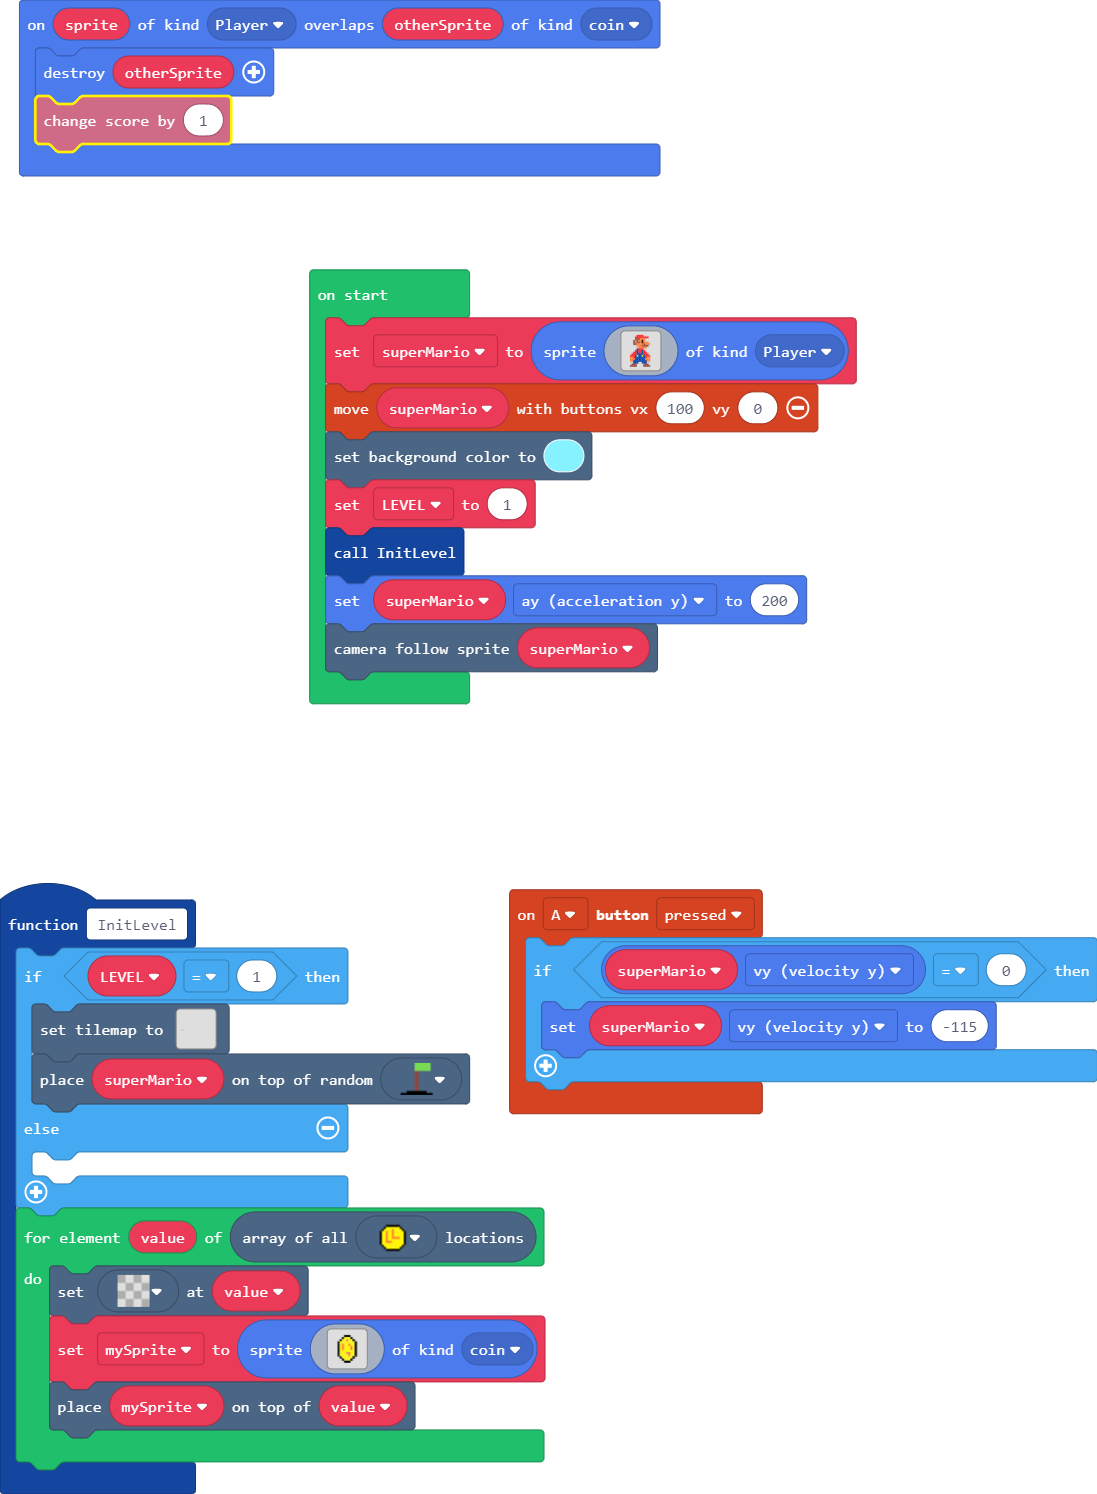 on sprite of kind Player overlaps otherSprite of kind coin
destroy otherSprite
change score by 1
on start
set superMario to sprite of kind Player
move superMario with buttons vx 100 vy 0
set background color to
set LEVEL to 1
call InitLevel
set superMario ay (acceleration y) to 200
camera follow sprite superMario
function InitLevel
if LEVEL = 1 then
set tilemap to
place superMario on top of random
else
for element value of array of all locations
do
set at value
set mySprite to sprite of kind coin
place mySprite on top of value
on A button pressed
if superMario vy (velocity y) = 0 then
set superMario vy (velocity y) to -115